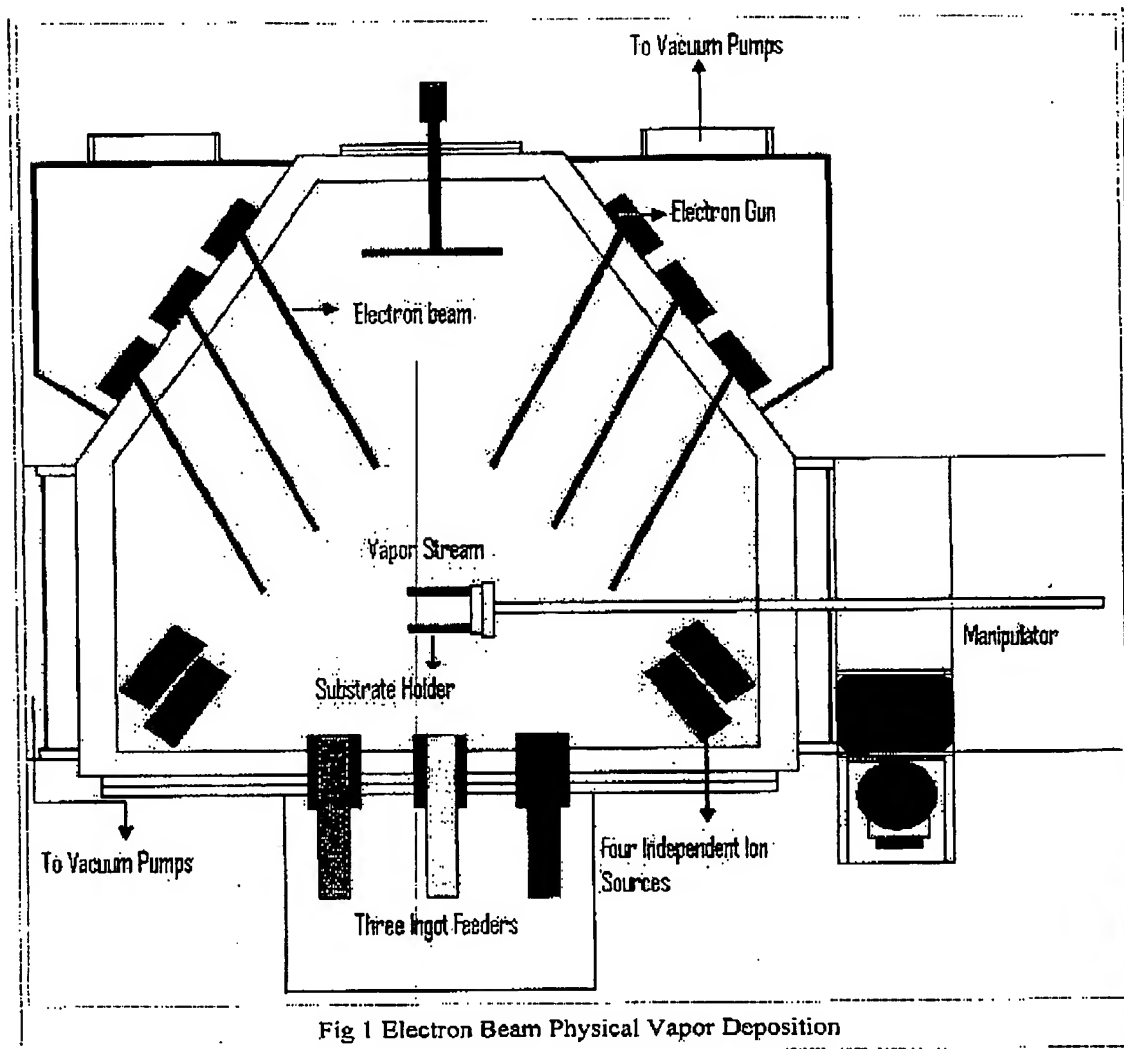 To Vacuum Pumps
Electron Gun
Electron beam
Vapor Stream
Manipulator
Substrate Holder
To Vacuum Pumps
Four Independent Ion
Sources
Three Ingot Feeders
Fig 1 Electron Beam Physical Vapor Deposition